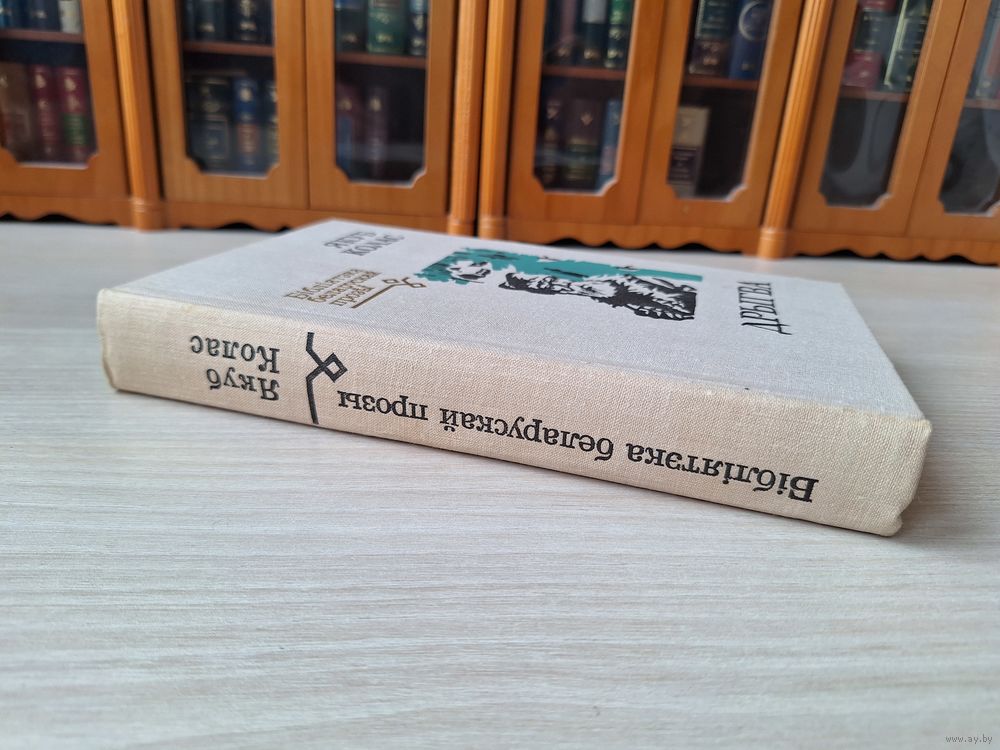 ЯКУБ
КОЛАС
Бібліятэка
беларускай
прозы
ДРЫГВА
Якуб
Колас
Бібліятэка беларускай прозы
www.ay.by